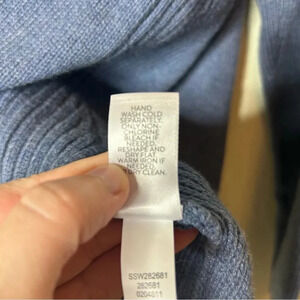 HAND
WASH COLD
SEPARATELY,
ONLY NON-
CHLORINE
BLEACH IF
NEEDED,
RESHAPE AND
DRY FLAT
WARM IRON IF
NEEDED,
DRY CLEAN.
SSW282681
282681
0204811